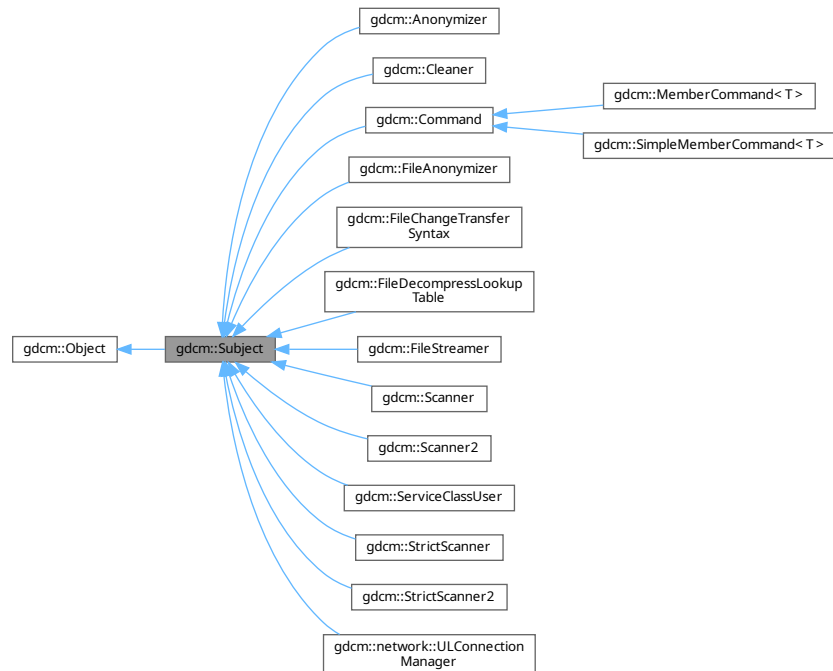 gdcm::Anonymizer
gdcm::Cleaner
gdcm::Command
gdcm::MemberCommand< T >
gdcm::SimpleMemberCommand< T >
gdcm::FileAnonymizer
gdcm::FileChangeTransfer
Syntax
gdcm::FileDecompressLookup
Table
gdcm::Object
gdcm::Subject
gdcm::FileStreamer
gdcm::Scanner
gdcm::Scanner2
gdcm::ServiceClassUser
gdcm::StrictScanner
gdcm::StrictScanner2
gdcm::network::ULConnection
Manager